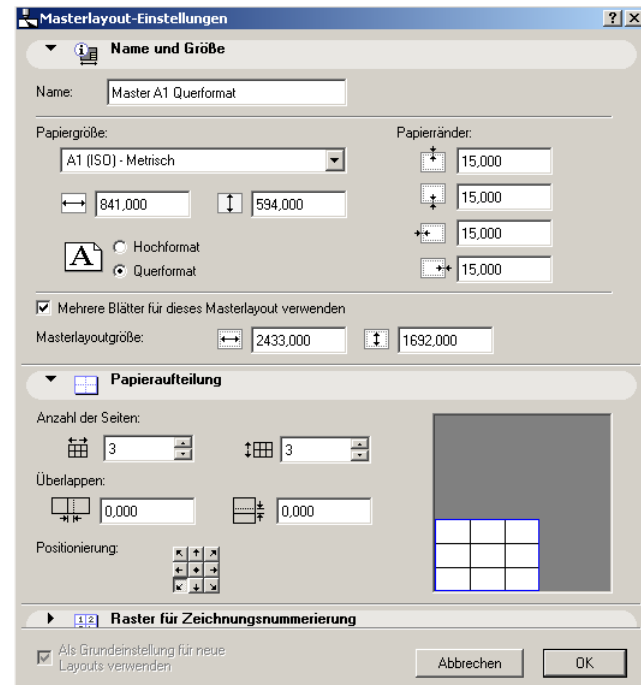 Masterlayout-Einstellungen
Name und Größe
Name: Master A1 Querformat
Papiergröße: Papierränder:
A1 (ISO) - Metrisch 15,000
841,000 594,000 15,000
A Hochformat 15,000
Querformat 15,000
Mehrere Blätter für dieses Masterlayout verwenden
Masterlayoutgröße: 2433,000 1692,000
Papieraufteilung
Anzahl der Seiten:
3 3
Überlappen:
0,000 0,000
Positionierung:
1 2 Raster für Zeichnungsnummerierung
Als Grundeinstellung für neue
Layouts verwenden
Abbrechen OK